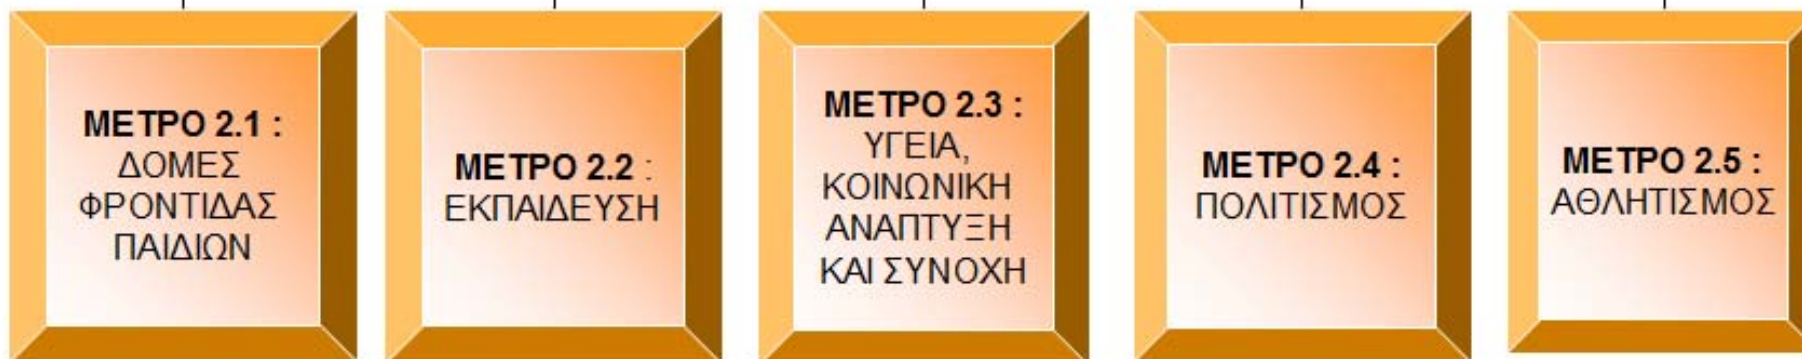 ΜΕΤΡΟ 2.1 :
ΔΟΜΕΣ
ΦΡΟΝΤΙΔΑΣ
ΠΑΙΔΙΩΝ
ΜΕΤΡΟ 2.2 :
ΕΚΠΑΙΔΕΥΣΗ
ΜΕΤΡΟ 2.3 :
ΥΓΕΙΑ,
ΚΟΙΝΩΝΙΚΗ
ΑΝΑΠΤΥΞΗ
ΚΑΙ ΣΥΝΟΧΗ
ΜΕΤΡΟ 2.4 :
ΠΟΛΙΤΙΣΜΟΣ
ΜΕΤΡΟ 2.5 :
ΑΘΛΗΤΙΣΜΟΣ